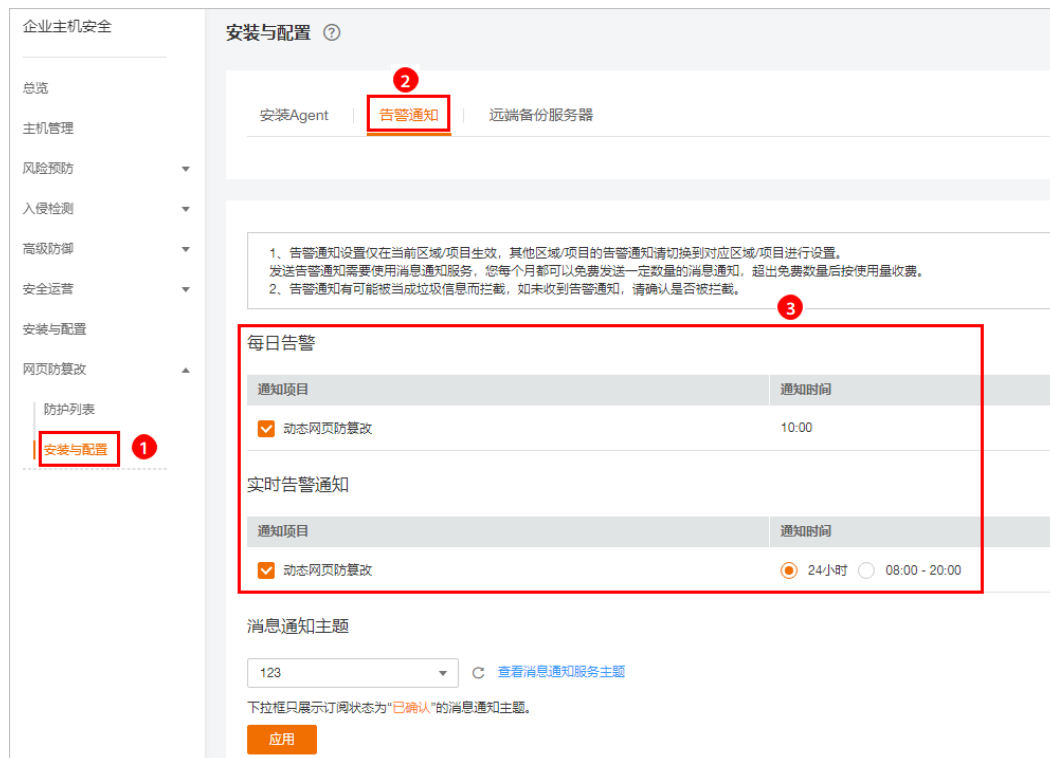 企业主机安全
总览
主机管理
风险预防
入侵检测
高级防御
安全运营
安装与配置
网页防篡改
防护列表
安装与配置
1
安装与配置 ?
2
安装Agent
告警通知
远端备份服务器
1、告警通知设置仅在当前区域/项目生效，其他区域/项目的告警通知请切换到对应区域/项目进行设置。
发送告警通知需要使用消息通知服务，您每个月都可以免费发送一定数量的消息通知，超出免费数量后按使用量收费。
2、告警通知有可能被当成垃圾信息而拦截，如未收到告警通知，请确认是否被拦截。
3
每日告警
通知项目 通知时间
动态网页防篡改 10:00
实时告警通知
通知项目 通知时间
动态网页防篡改 24小时 08:00 - 20:00
消息通知主题
123 查看消息通知服务主题
下拉框只展示订阅状态为“已确认”的消息通知主题。
应用